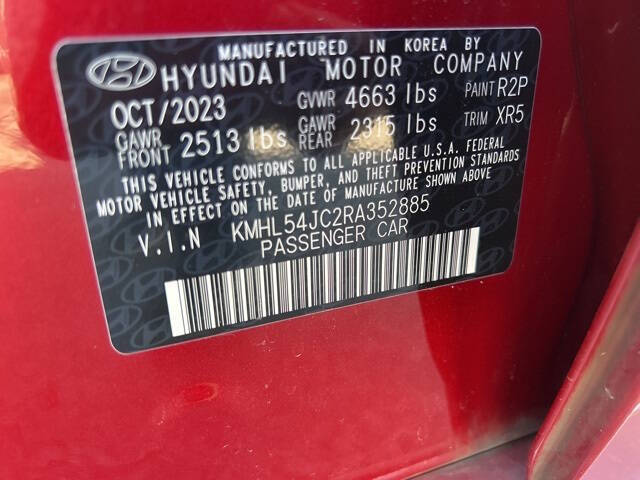 MANUFACTURED IN KOREA BY
HYUNDAI MOTOR COMPANY
OCT/2023 GVWR 4663 lbs PAINT R2P
GAWR FRONT 2513 lbs GAWR REAR 2315 lbs TRIM XR5
THIS VEHICLE CONFORMS TO ALL APPLICABLE U.S.A. FEDERAL
MOTOR VEHICLE SAFETY, BUMPER, AND THEFT PREVENTION STANDARDS
IN EFFECT ON THE DATE OF MANUFACTURE SHOWN ABOVE.
V.I.N KMHL54JC2RA352885
PASSENGER CAR